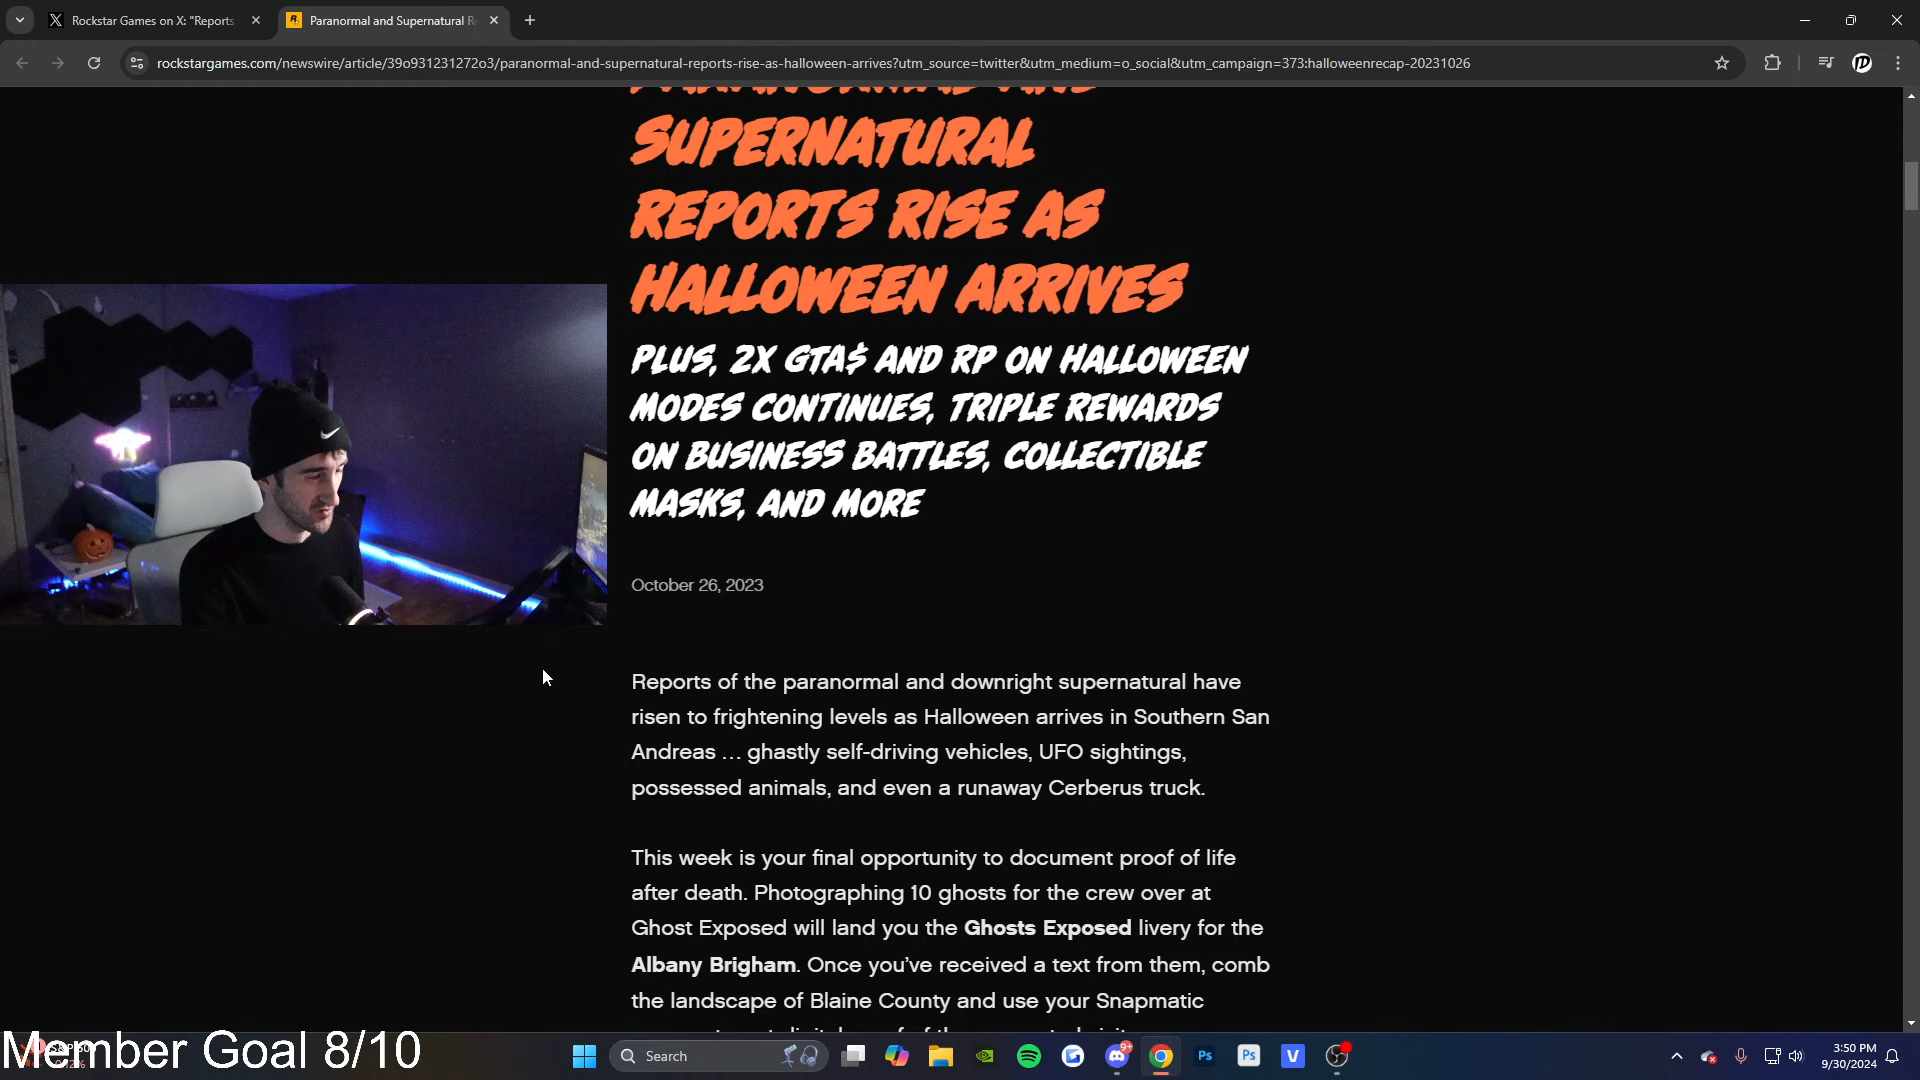 Rockstar Games on X: "Reports
Paranormal and Supernatural R
rockstargames.com/newswire/article/39o931231272o3/paranormal-and-supernatural-reports-rise-as-halloween-arrives?utm_source=twitter&utm_medium=o_social&utm_campaign=373:halloweenrecap-20231026
SUPERNATURAL
REPORTS RISE AS
HALLOWEEN ARRIVES
PLUS, 2X GTA$ AND RP ON HALLOWEEN
MODES CONTINUES, TRIPLE REWARDS
ON BUSINESS BATTLES, COLLECTIBLE
MASKS, AND MORE
October 26, 2023
Reports of the paranormal and downright supernatural have
risen to frightening levels as Halloween arrives in Southern San
Andreas … ghastly self-driving vehicles, UFO sightings,
possessed animals, and even a runaway Cerberus truck.
This week is your final opportunity to document proof of life
after death. Photographing 10 ghosts for the crew over at
Ghost Exposed will land you the Ghosts Exposed livery for the
Albany Brigham. Once you’ve received a text from them, comb
the landscape of Blaine County and use your Snapmatic
Member Goal 8/10
Search
9+
Ps
Ps
V
3:50 PM
9/30/2024